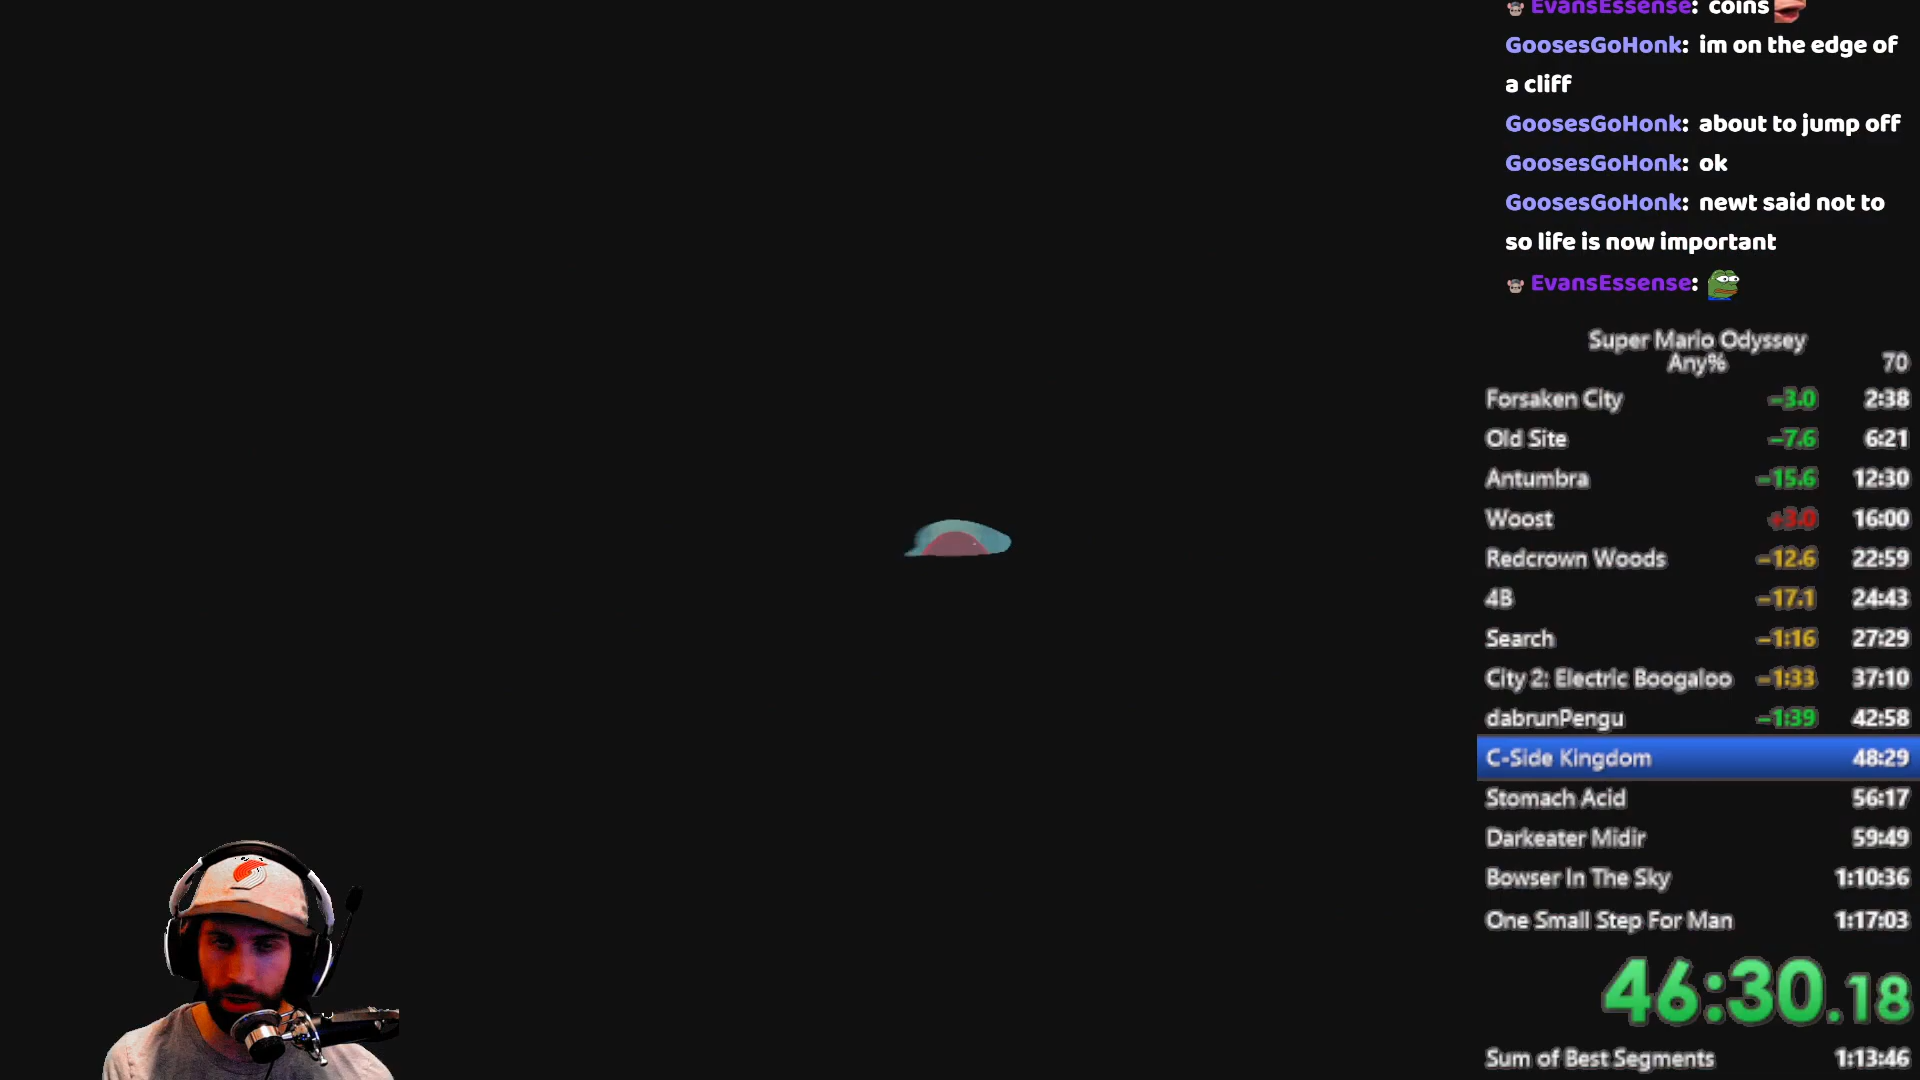 EvansEssense: coins
GoosesGoHonk: im on the edge of
a cliff
GoosesGoHonk: about to jump off
GoosesGoHonk: ok
GoosesGoHonk: newt said not to
so life is now important
EvansEssense:
Super Mario Odyssey
Any% 70
Forsaken City -3.0 2:38
Old Site -7.6 6:21
Antumbra -15.6 12:30
Woost +3.0 16:00
Redcrown Woods -12.6 22:59
4B -17.1 24:43
Search -1:16 27:29
City 2: Electric Boogaloo -1:33 37:10
dabrunPengu -1:39 42:58
C-Side Kingdom 48:29
Stomach Acid 56:17
Darkeater Midir 59:49
Bowser In The Sky 1:10:36
One Small Step For Man 1:17:03
46:30.18
Sum of Best Segments 1:13:46